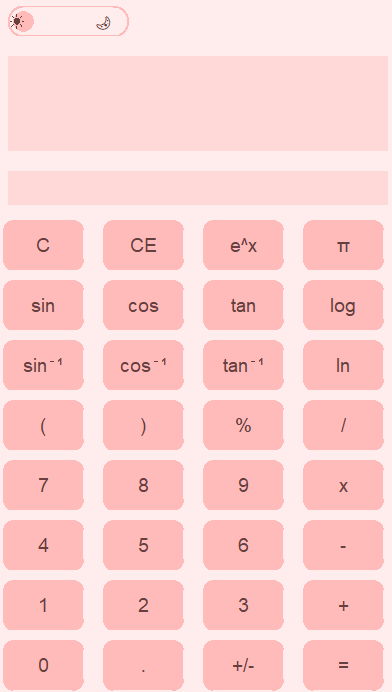 C CE e^x π
sin cos tan log
sin⁻¹ cos⁻¹ tan⁻¹ ln
( ) % /
7 8 9 x
4 5 6 -
1 2 3 +
0 . +/- =